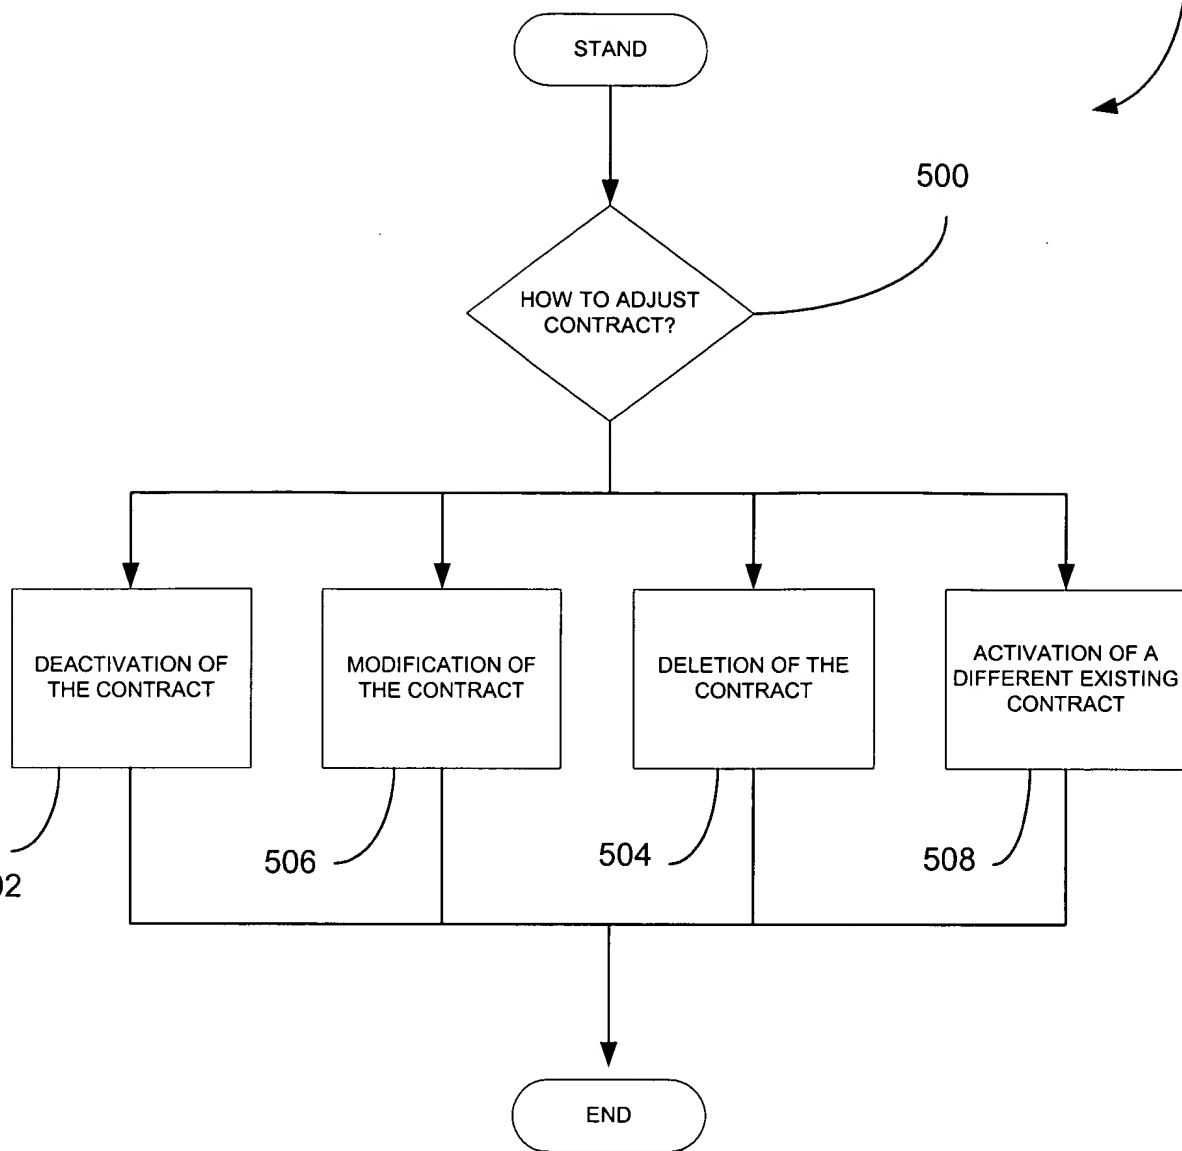 STAND
500
HOW TO ADJUST
CONTRACT?
DEACTIVATION OF
THE CONTRACT
MODIFICATION OF
THE CONTRACT
DELETION OF THE
CONTRACT
ACTIVATION OF A
DIFFERENT EXISTING
CONTRACT
506
504
508
02
END